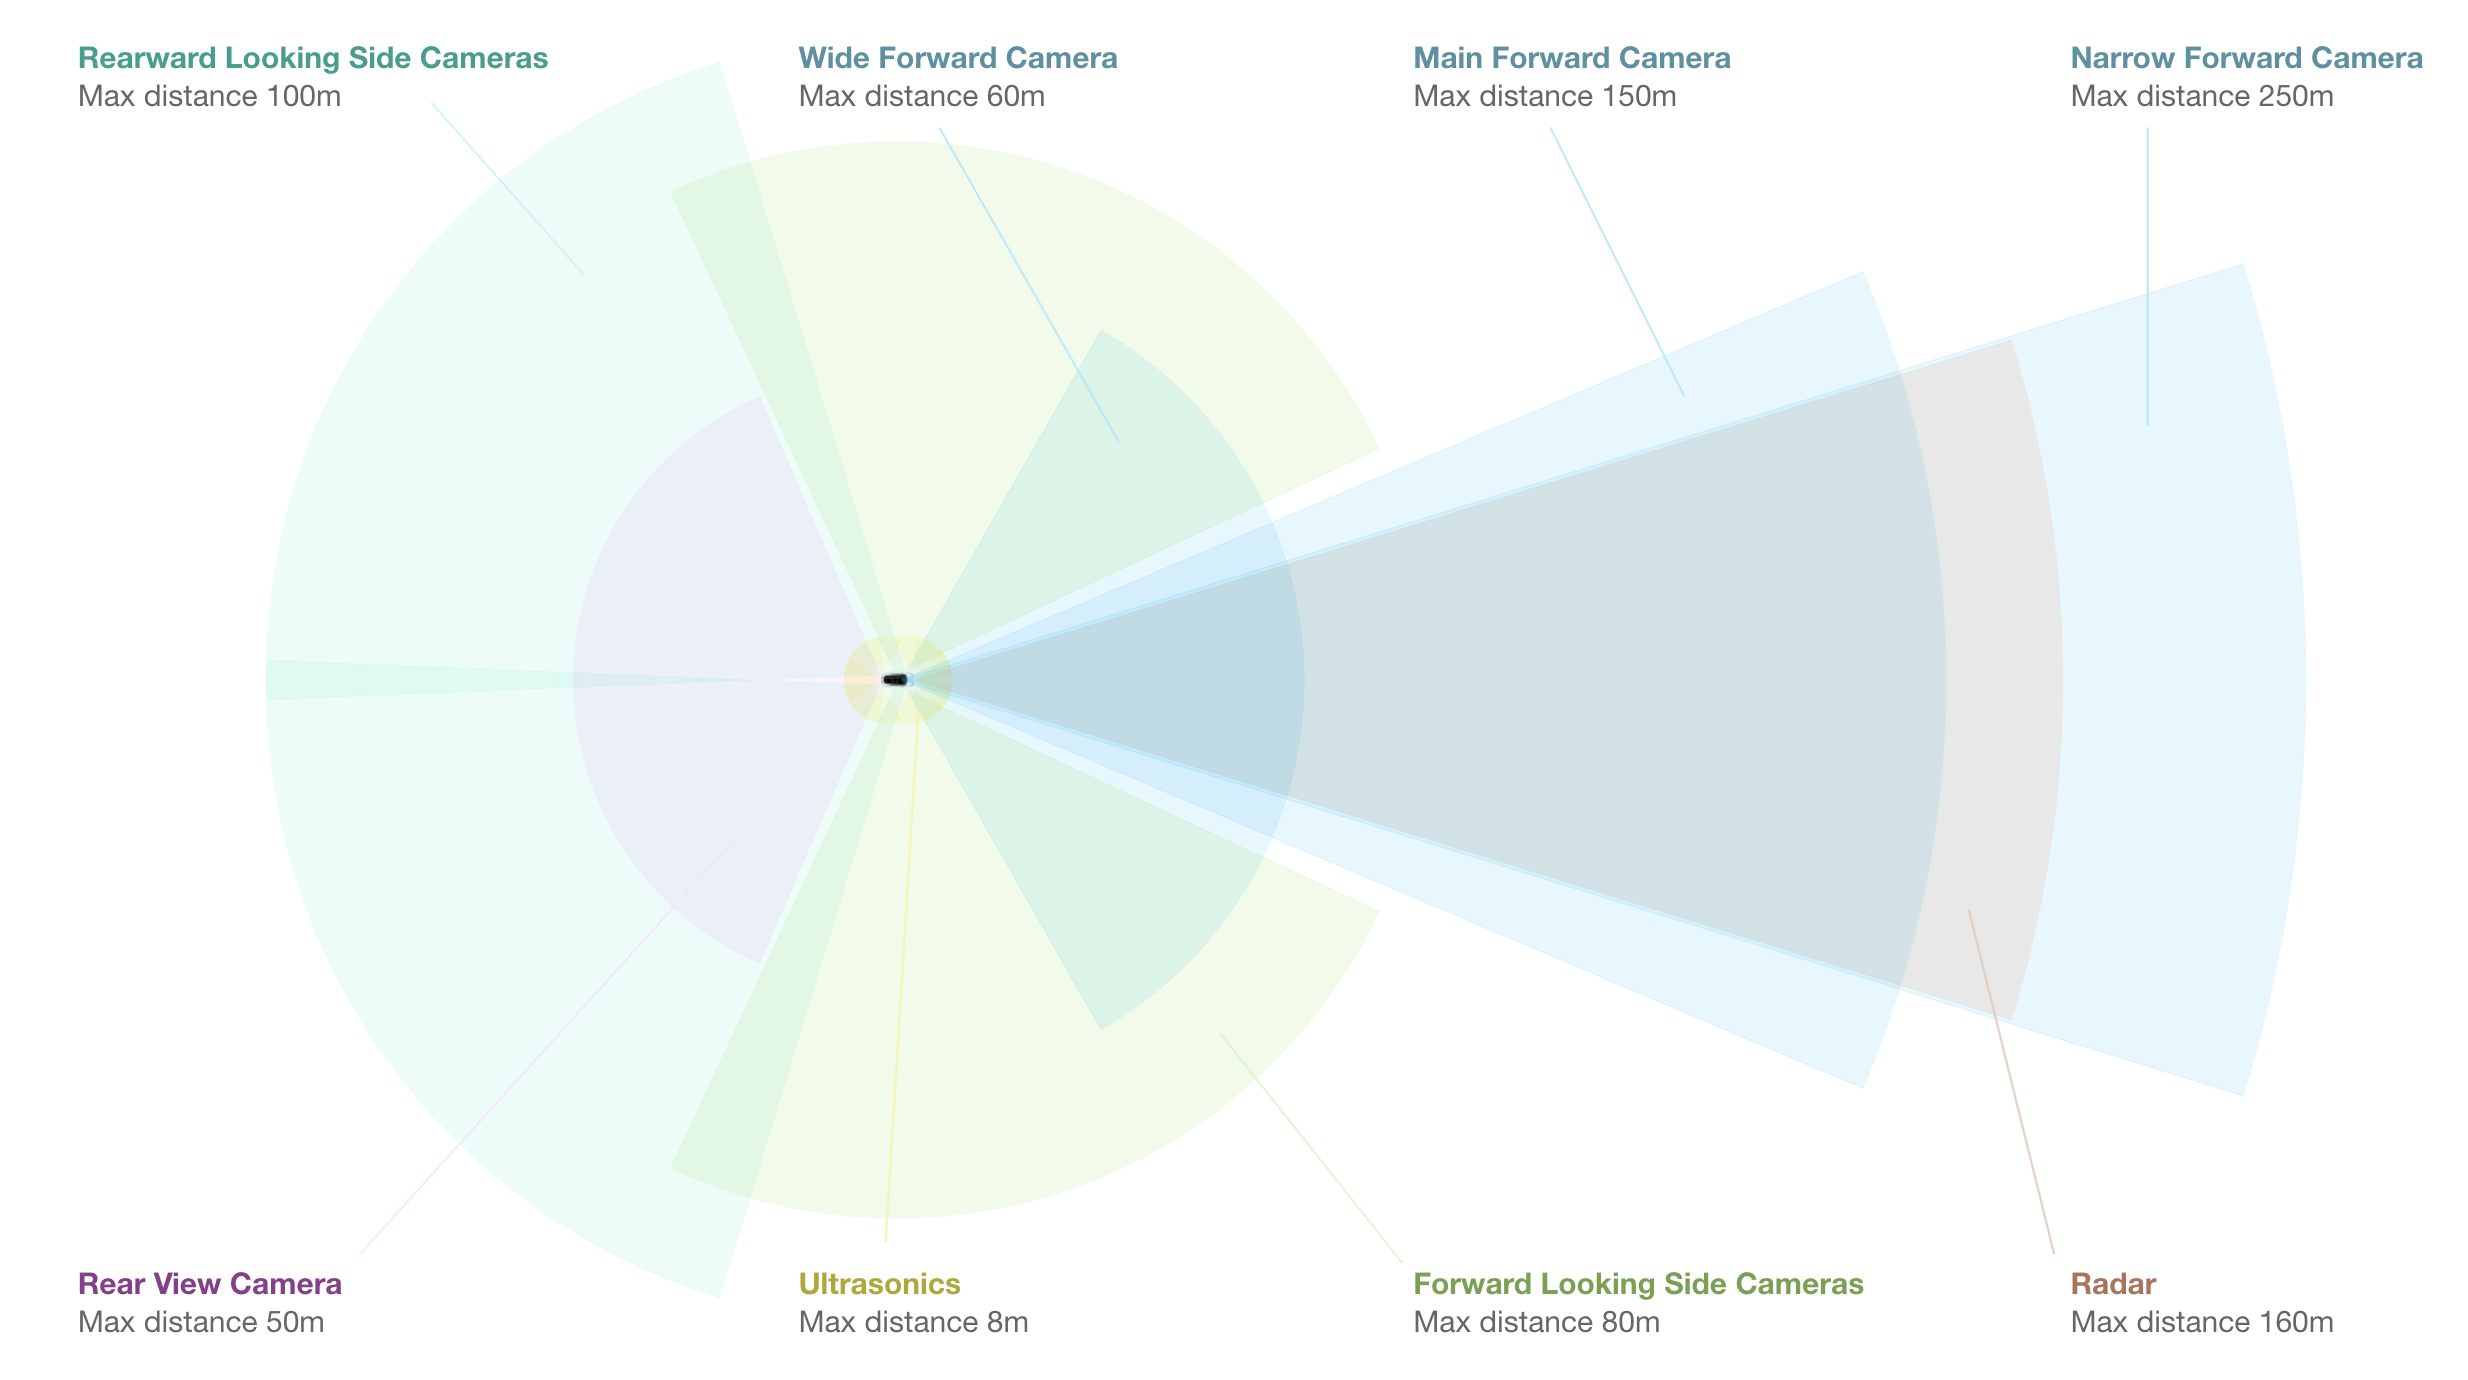 Rearward Looking Side Cameras
Max distance 100m
Wide Forward Camera
Max distance 60m
Main Forward Camera
Max distance 150m
Narrow Forward Camera
Max distance 250m
Rear View Camera
Max distance 50m
Ultrasonics
Max distance 8m
Forward Looking Side Cameras
Max distance 80m
Radar
Max distance 160m